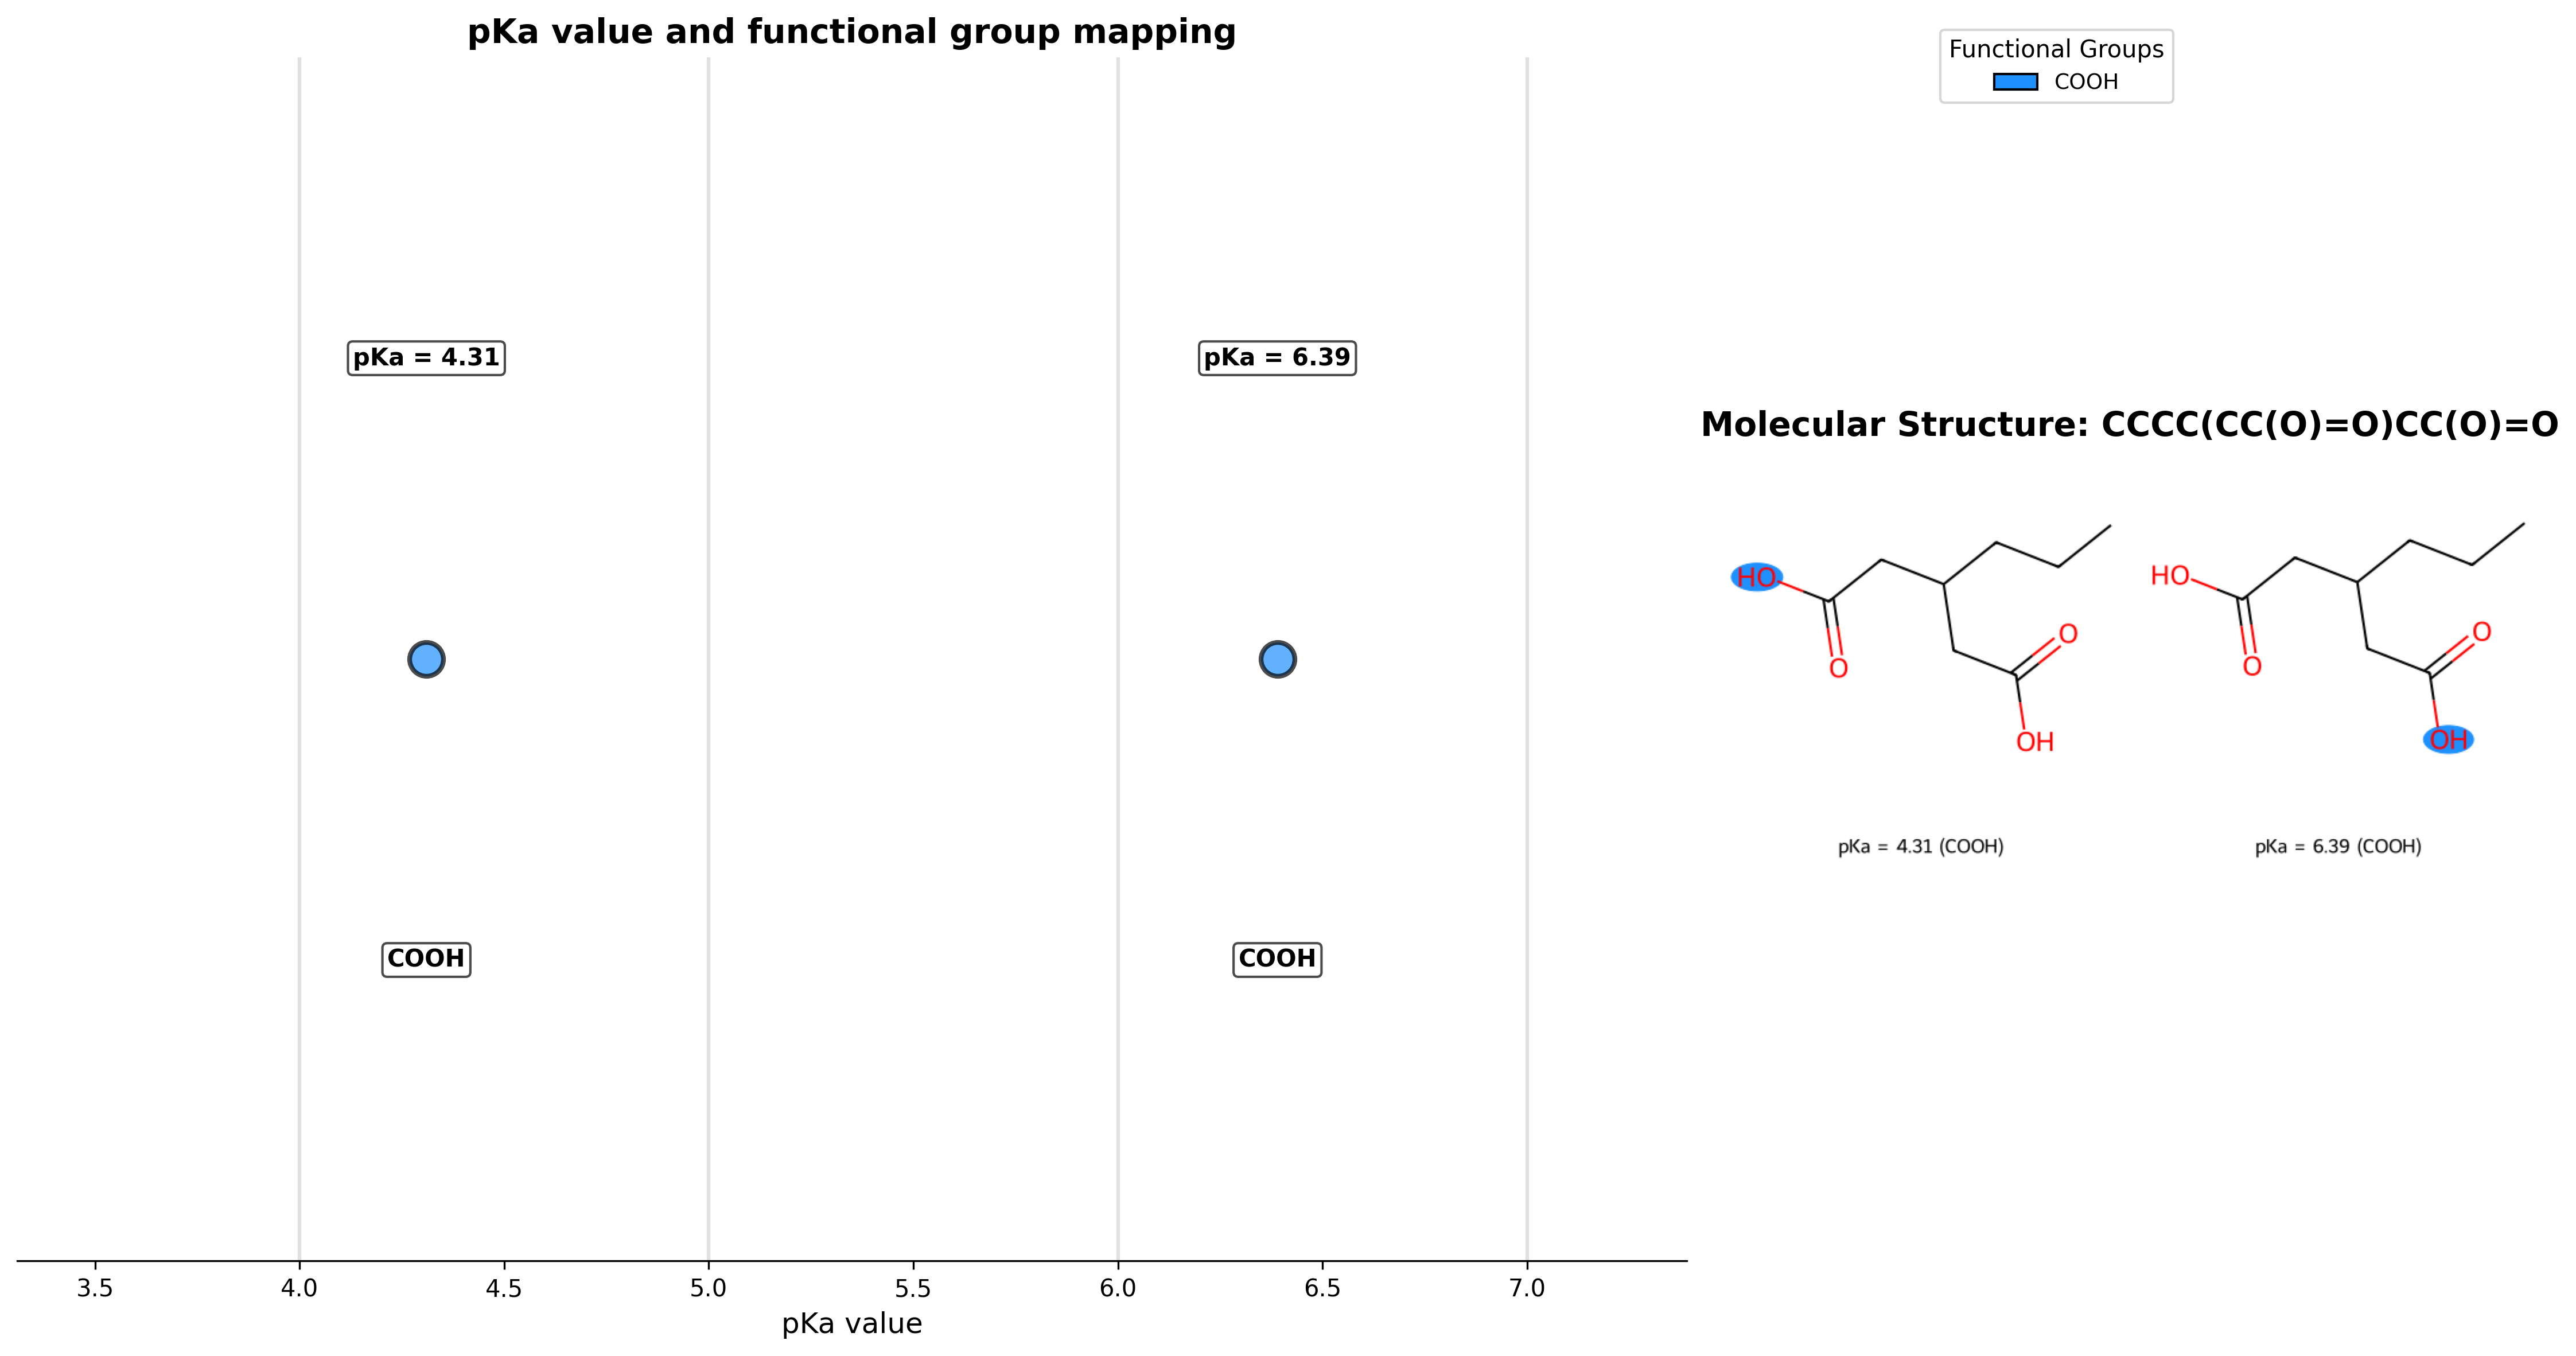 pKa value and functional group mapping
pKa = 4.31
pKa = 6.39
COOH
COOH
3.5 4.0 4.5 5.0 5.5 6.0 6.5 7.0
pKa value
Functional Groups
COOH
Molecular Structure: CCCC(CC(O)=O)CC(O)=O
HO
O
O
OH
HO
O
O
OH
pKa = 4.31 (COOH)
pKa = 6.39 (COOH)